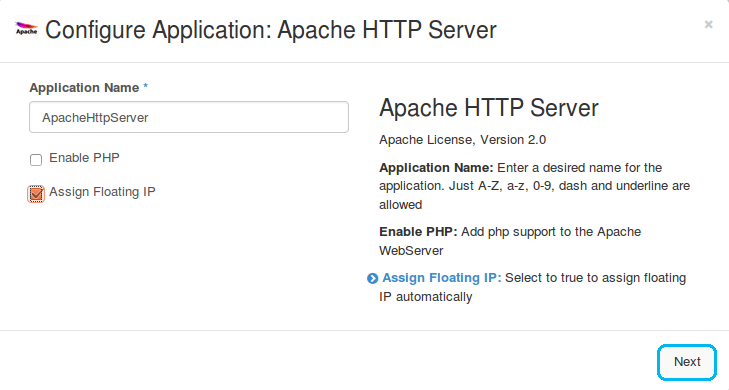 Apache
Configure Application: Apache HTTP Server
×
Application Name *
ApacheHttpServer
Enable PHP
Assign Floating IP
Apache HTTP Server
Apache License, Version 2.0
Application Name: Enter a desired name for the
application. Just A-Z, a-z, 0-9, dash and underline are
allowed
Enable PHP: Add php support to the Apache
WebServer
Assign Floating IP: Select to true to assign floating
IP automatically
Next